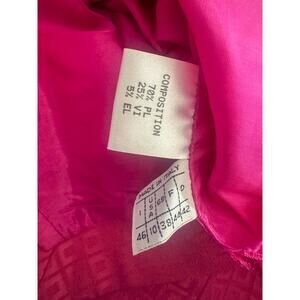 COMPOSITION
70% PL
25% VI
5% EL
MADE IN ITALY
I USA GB F D
46 10 38 44 42